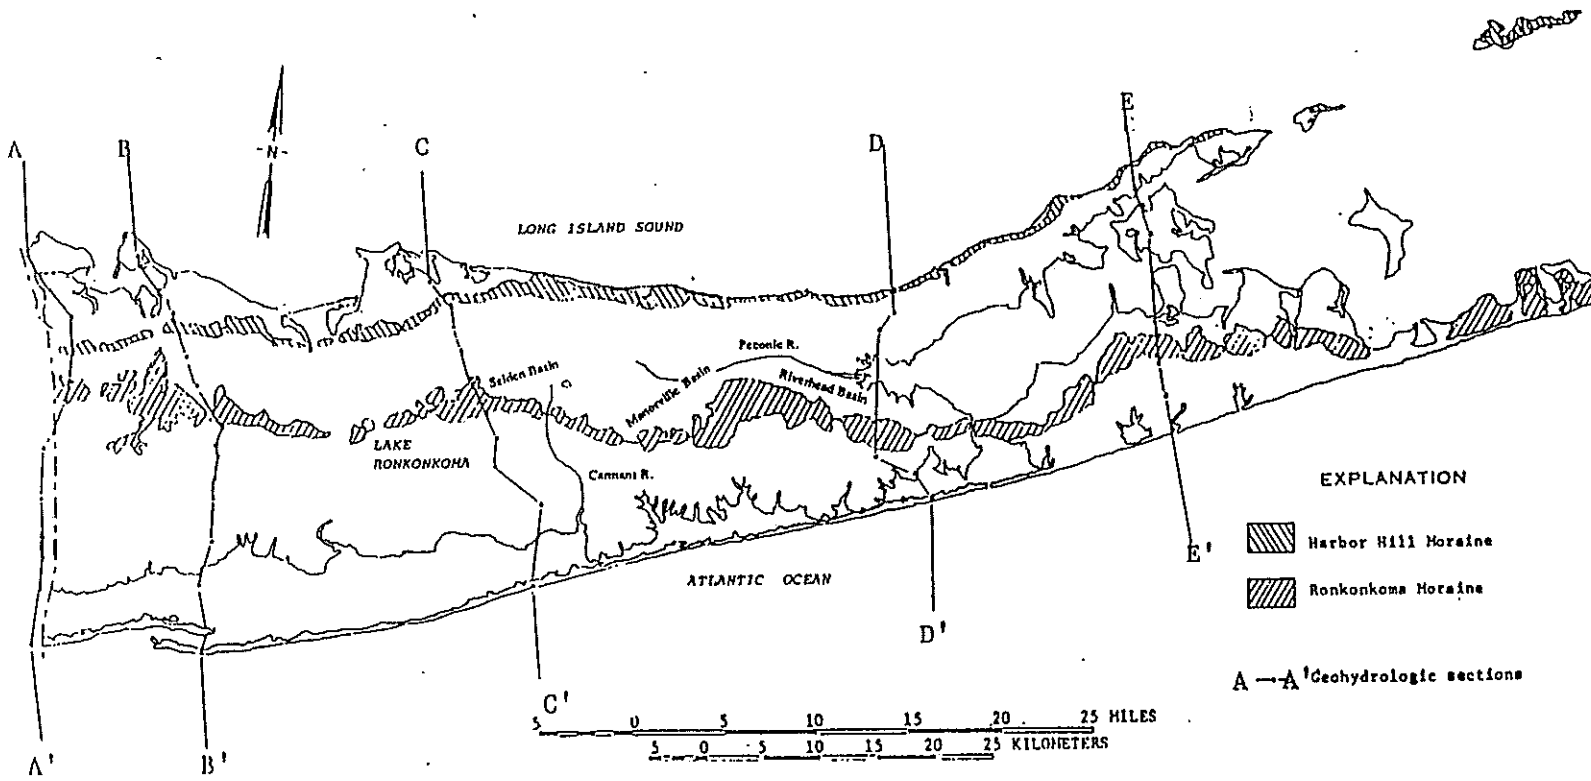 A
B
C
D
E
-N-
LONG ISLAND SOUND
Peconic R.
Selden Basin
Manorville Basin
Riverhead Basin
LAKE
RONKONKOMA
Carmans R.
ATLANTIC OCEAN
EXPLANATION
Harbor Hill Moraine
Ronkonkoma Moraine
A A' Geohydrologic sections
E'
D'
C'
B'
A'
5 0 5 10 15 20 25 MILES
5 0 5 10 15 20 25 KILOMETERS